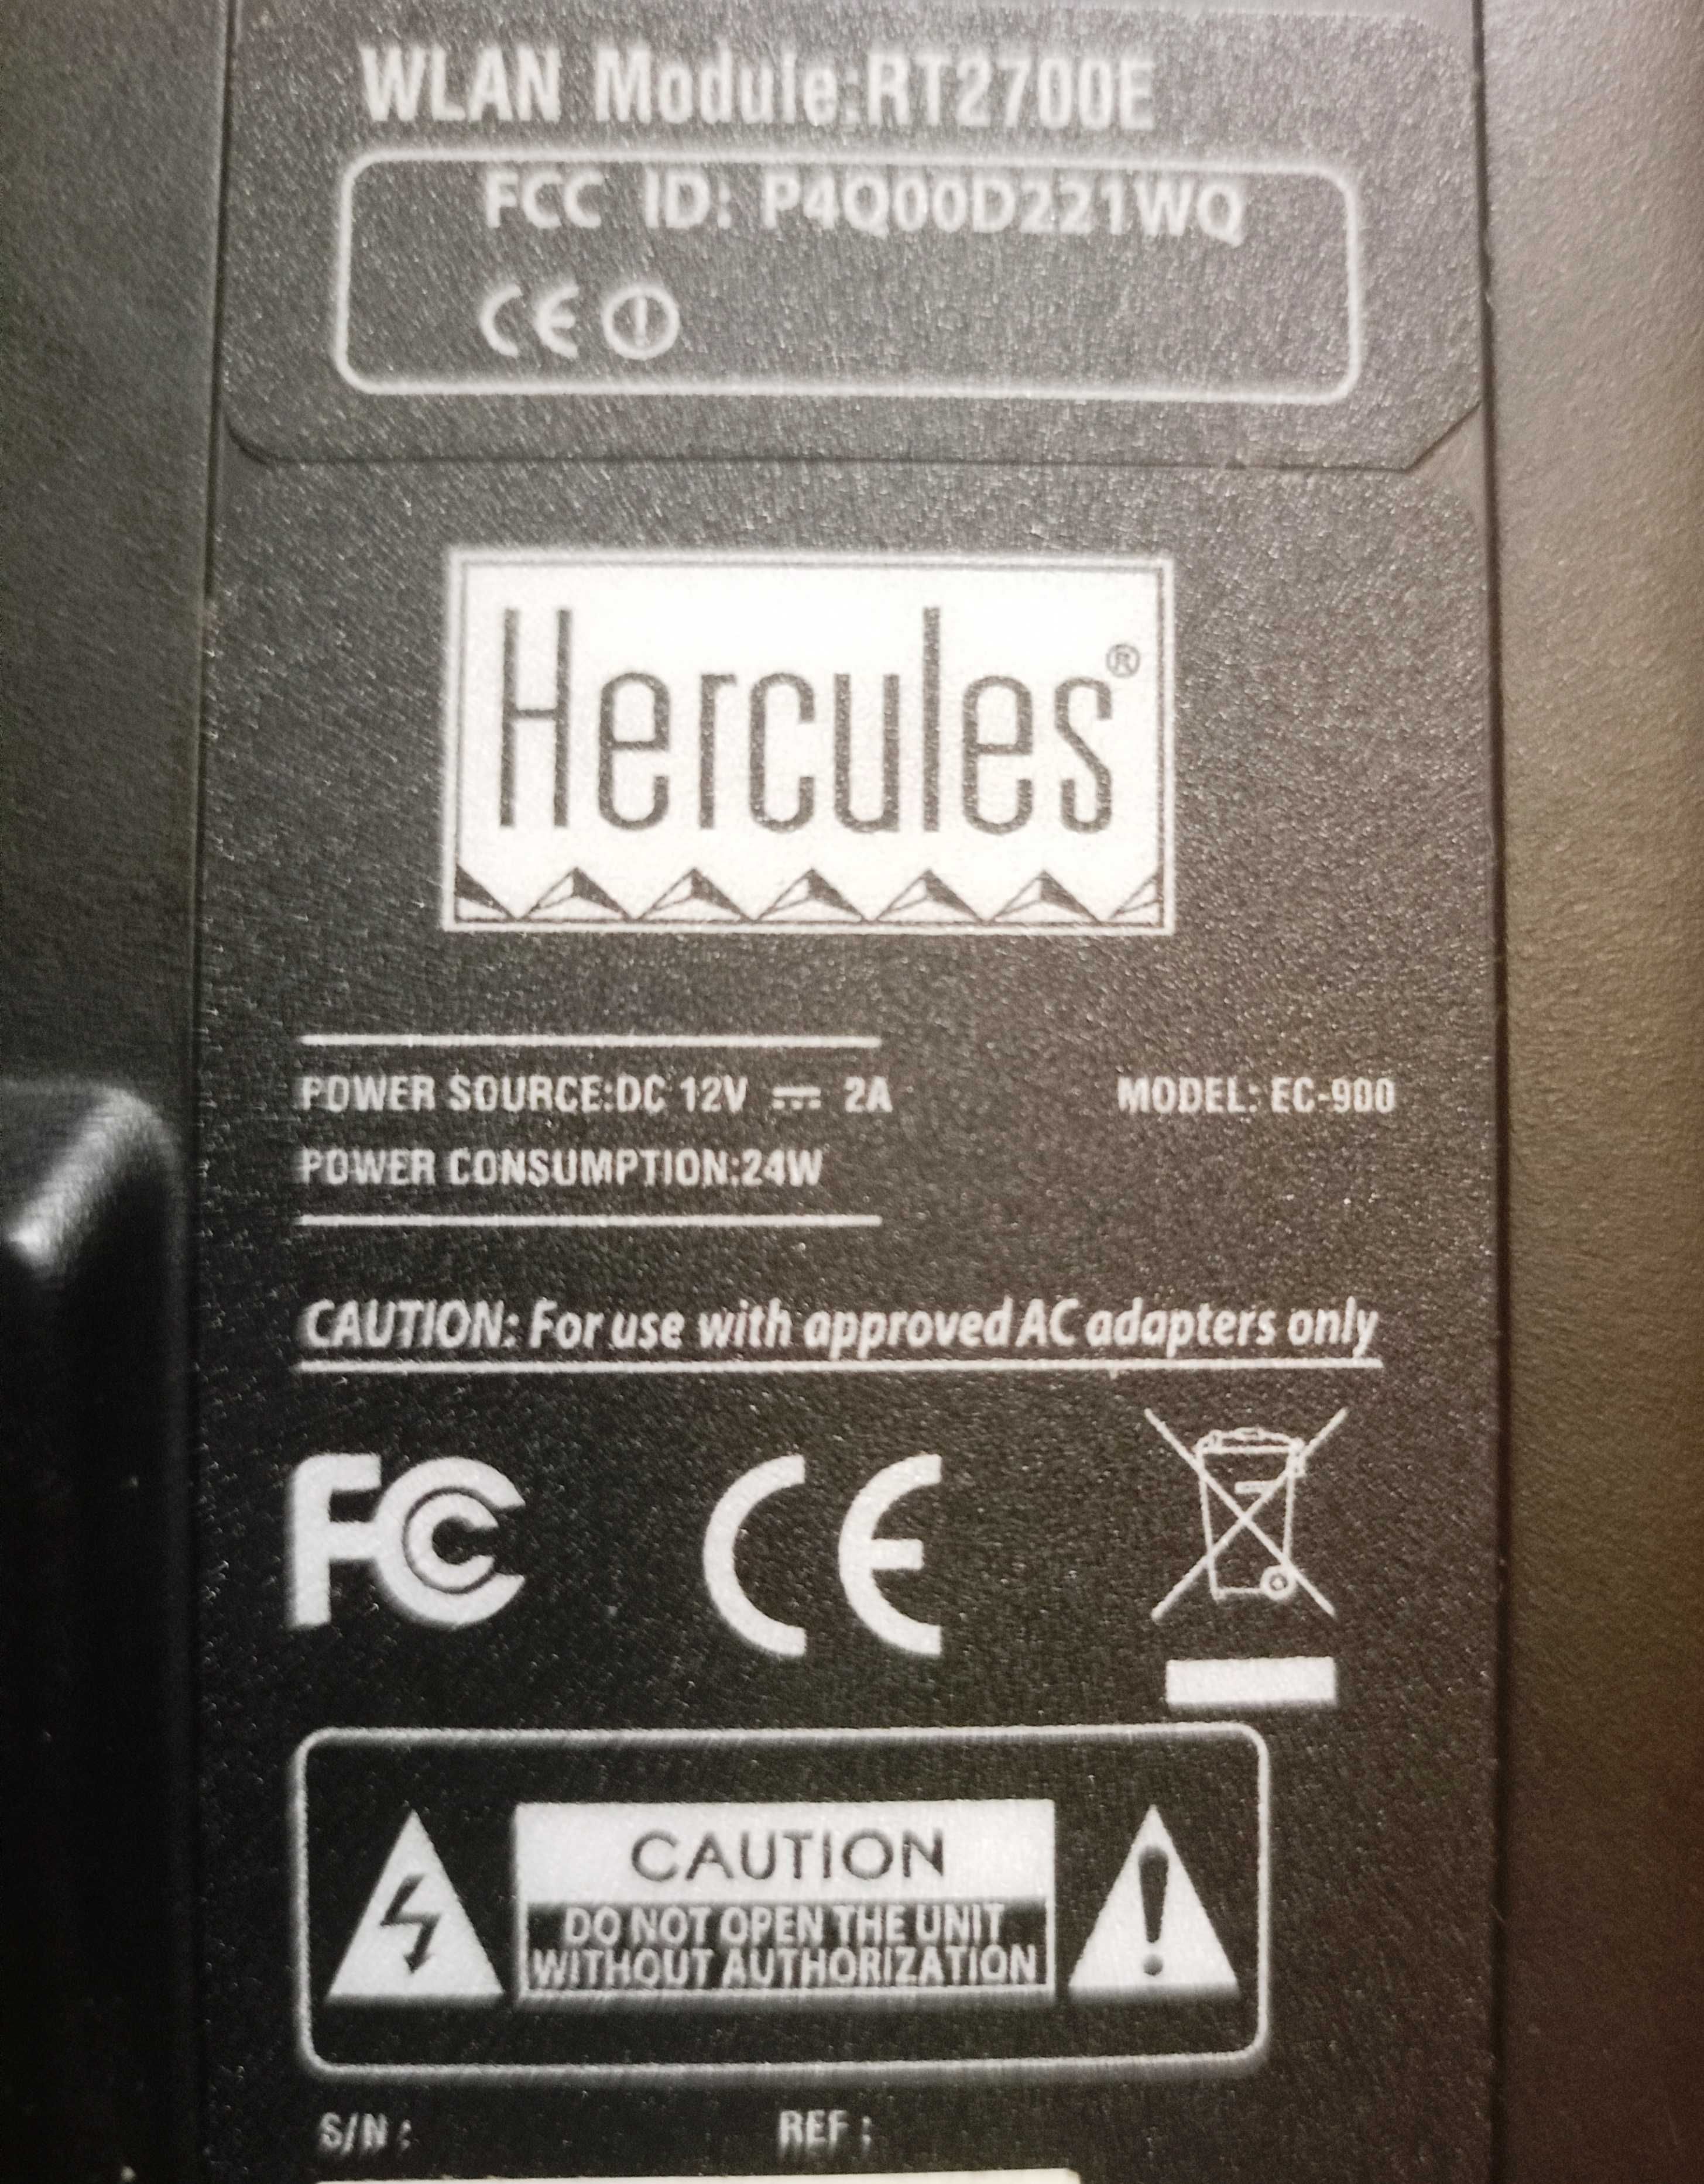 WLAN Module:RT2700E
FCC ID: P4Q00D221WQ
CE
Hercules®
POWER SOURCE:DC 12V ⎓ 2A
MODEL: EC-900
POWER CONSUMPTION:24W
CAUTION: For use with approved AC adapters only
FCC CE
CAUTION
DO NOT OPEN THE UNIT
WITHOUT AUTHORIZATION
S/N : REF :